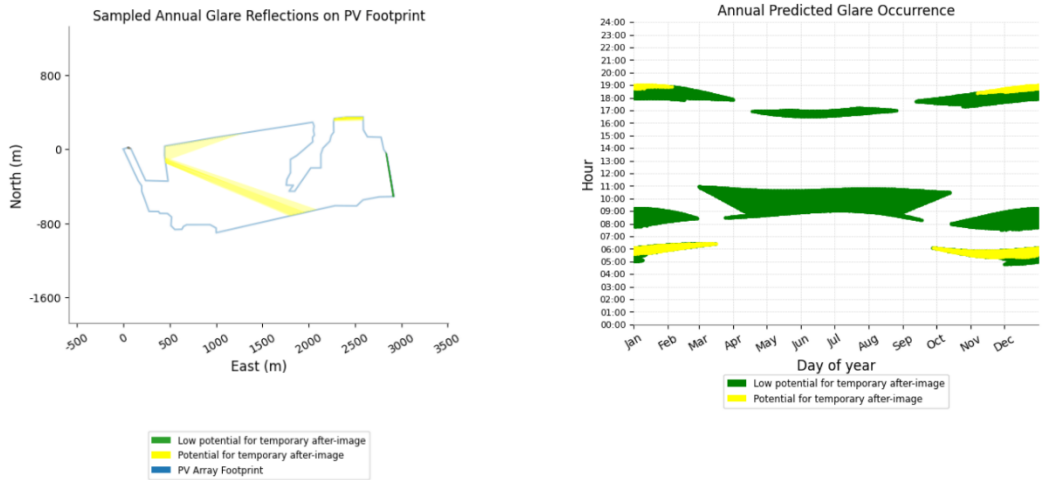 Sampled Annual Glare Reflections on PV Footprint
North (m)
800
0
-800
-1600
-500
0
500
1000
1500
2000
2500
3000
3500
East (m)
Low potential for temporary after-image
Potential for temporary after-image
PV Array Footprint
Annual Predicted Glare Occurrence
Hour
24:00
23:00
22:00
21:00
20:00
19:00
18:00
17:00
16:00
15:00
14:00
13:00
12:00
11:00
10:00
09:00
08:00
07:00
06:00
05:00
04:00
03:00
02:00
01:00
00:00
Jan
Feb
Mar
Apr
May
Jun
Jul
Aug
Sep
Oct
Nov
Dec
Day of year
Low potential for temporary after-image
Potential for temporary after-image